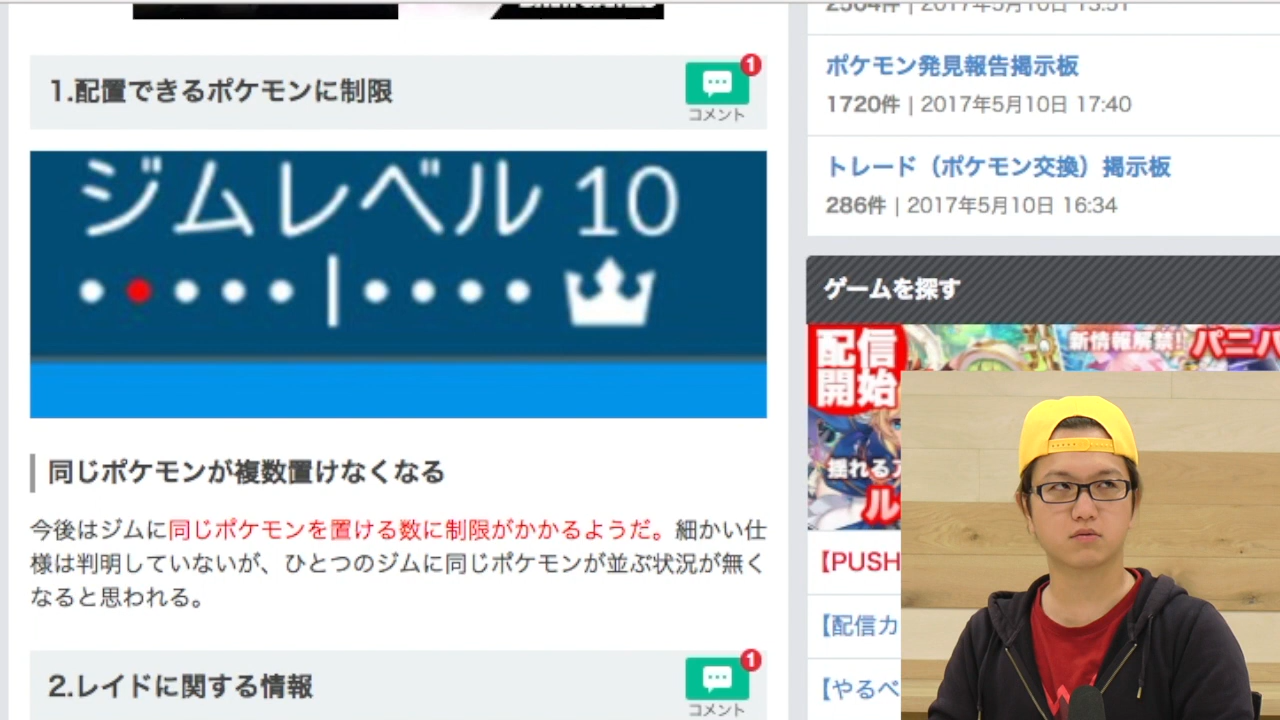 1.配置できるポケモンに制限
1
コメント
ジムレベル 10
同じポケモンが複数置けなくなる
今後はジムに同じポケモンを置ける数に制限がかかるようだ。細かい仕
様は判明していないが、ひとつのジムに同じポケモンが並ぶ状況が無く
なると思われる。
2.レイドに関する情報
1
コメント
ポケモン発見報告掲示板
1720件 | 2017年5月10日 17:40
トレード（ポケモン交換）掲示板
286件 | 2017年5月10日 16:34
ゲームを探す
配信
開始
新情報解禁!
パニパ
揺れる
ル
【PUSH
【配信カ
【やるべ